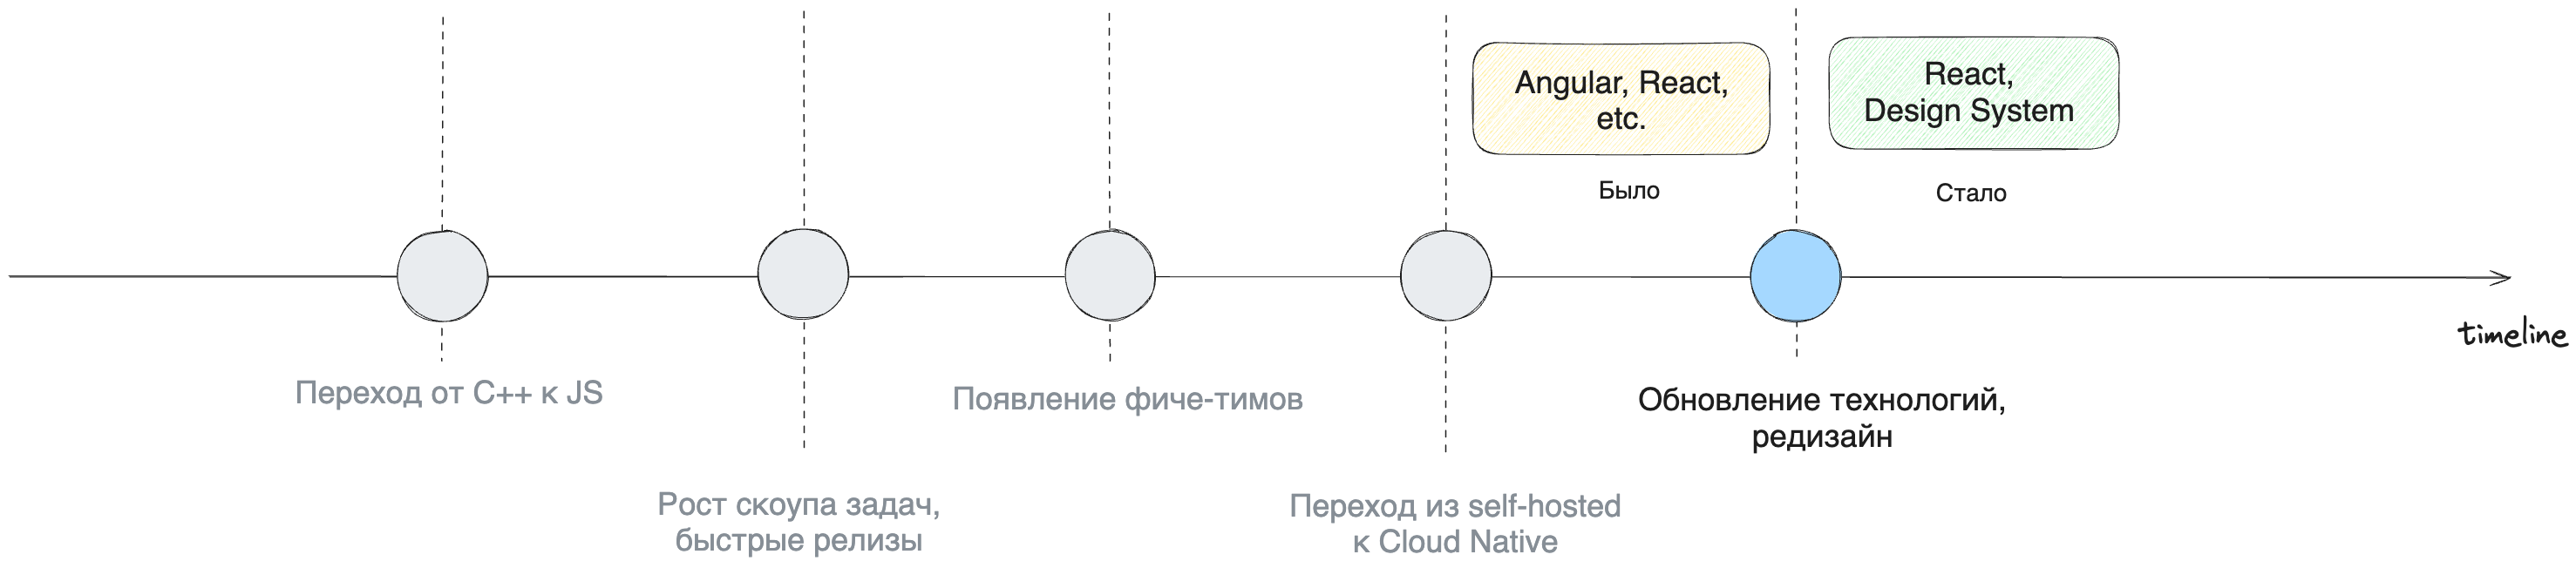 Angular, React,
etc.
React,
Design System
Было
Стало
timeline
Переход от C++ к JS
Появление фиче-тимов
Обновление технологий,
редизайн
Рост скоупа задач,
быстрые релизы
Переход из self-hosted
к Cloud Native